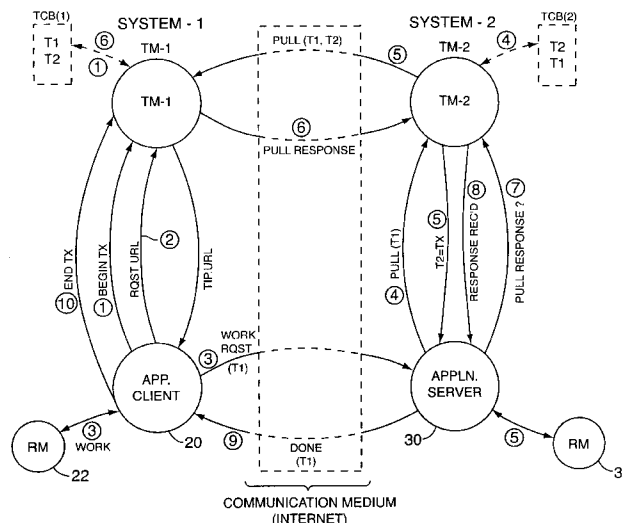 SYSTEM - 1
SYSTEM - 2
TCB(1)
T1
T2
6
1
TM-1
TM-1
PULL (T1, T2)
5
TM-2
TM-2
4
TCB(2)
T2
T1
6
PULL RESPONSE
10 END TX
1 BEGIN TX
RQST URL
2
TIP.URL
4 PULL (T1)
5
T2=TX
8
RESPONSE REC'D
7
PULL RESPONSE ?
3
WORK
RQST
(T1)
APP.
CLIENT
20
APPLN.
SERVER
30
RM
22
3
WORK
9
DONE
(T1)
5
RM
3
COMMUNICATION MEDIUM
(INTERNET)